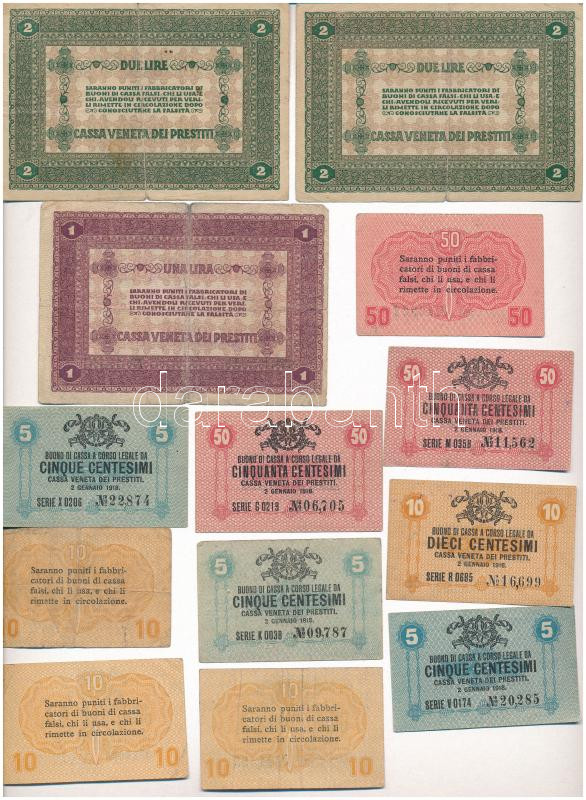 2 2
DUE LIRE
SARANNO PUNITI I FABBRICATORI DI
BUONI DI CASSA FALSI, CHI LI USA, E
CHI, AVENDOLI RICEVUTI PER VERI,
LI RIMETTE IN CIRCOLAZIONE DOPO
CONOSCIUTANE LA FALSITÀ
CASSA VENETA DEI PRESTITI
2 2
2 2
DUE LIRE
SARANNO PUNITI I FABBRICATORI DI
BUONI DI CASSA FALSI, CHI LI USA, E
CHI, AVENDOLI RICEVUTI PER VERI,
LI RIMETTE IN CIRCOLAZIONE DOPO
CONOSCIUTANE LA FALSITÀ
CASSA VENETA DEI PRESTITI
2 2
1 1
UNA LIRA
SARANNO PUNITI I FABBRICATORI DI
BUONI DI CASSA FALSI, CHI LI USA, E
CHI, AVENDOLI RICEVUTI PER VERI,
LI RIMETTE IN CIRCOLAZIONE DOPO
CONOSCIUTANE LA FALSITÀ
CASSA VENETA DEI PRESTITI
1 1
50
Saranno puniti i fabbri-
catori di buoni di cassa
falsi, chi li usa, e chi li
rimette in circolazione.
50 50
darabanth
50 50
BUONO DI CASSA A CORSO LEGALE DA
CINQUANTA CENTESIMI
CASSA VENETA DEI PRESTITI.
2 GENNAIO 1918.
SERIE M 0358 № 11,562
5 5
BUONO DI CASSA A CORSO LEGALE DA
CINQUE CENTESIMI
CASSA VENETA DEI PRESTITI.
2 GENNAIO 1918.
SERIE X 0206 № 22,874
50 50
BUONO DI CASSA A CORSO LEGALE DA
CINQUANTA CENTESIMI
CASSA VENETA DEI PRESTITI.
2 GENNAIO 1918.
SERIE G 0219 № 06,705
10 10
BUONO DI CASSA A CORSO LEGALE DA
DIECI CENTESIMI
CASSA VENETA DEI PRESTITI.
2 GENNAIO 1918.
SERIE R 0685 № 16,699
10
Saranno puniti i fabbri-
catori di buoni di cassa
falsi, chi li usa, e chi li
rimette in circolazione.
0 10
5 5
BUONO DI CASSA A CORSO LEGALE DA
CINQUE CENTESIMI
CASSA VENETA DEI PRESTITI.
2 GENNAIO 1918.
SERIE K 0038 № 09,787
5 5
BUONO DI CASSA A CORSO LEGALE DA
CINQUE CENTESIMI
CASSA VENETA DEI PRESTITI.
2 GENNAIO 1918.
SERIE V 0174 № 20,285
10
Saranno puniti i fabbri-
catori di buoni di cassa
falsi, chi li usa, e chi li
rimette in circolazione.
10 10
10
Saranno puniti i fabbri-
catori di buoni di cassa
falsi, chi li usa, e chi li
rimette in circolazione.
10 10